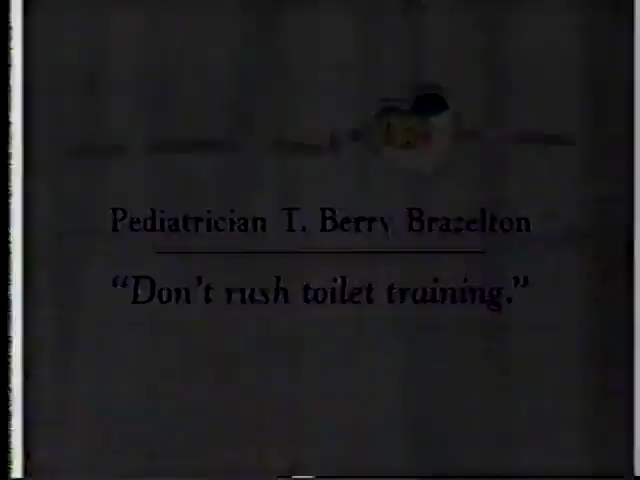 Pediatrician T. Berry Brazelton
“Don't rush toilet training.”